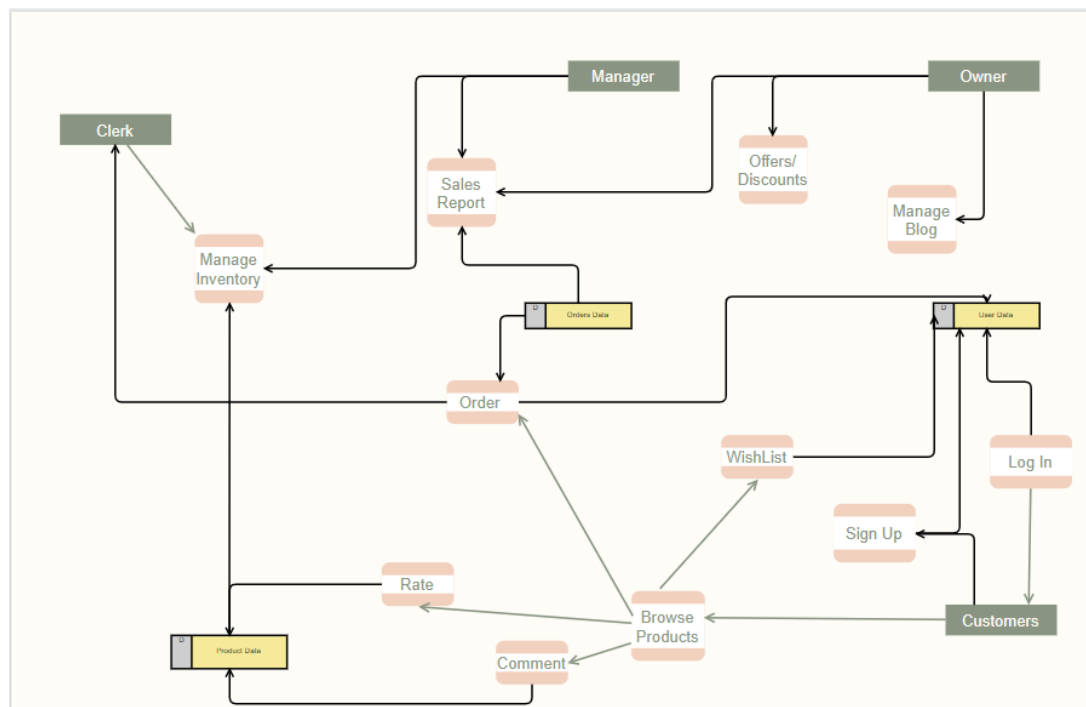 Manager
Owner
Clerk
Offers/
Discounts
Sales
Report
Manage
Blog
Manage
Inventory
D
Orders Data
D
User Data
Order
WishList
Log In
Sign Up
Rate
Browse
Products
Customers
D
Product Data
Comment